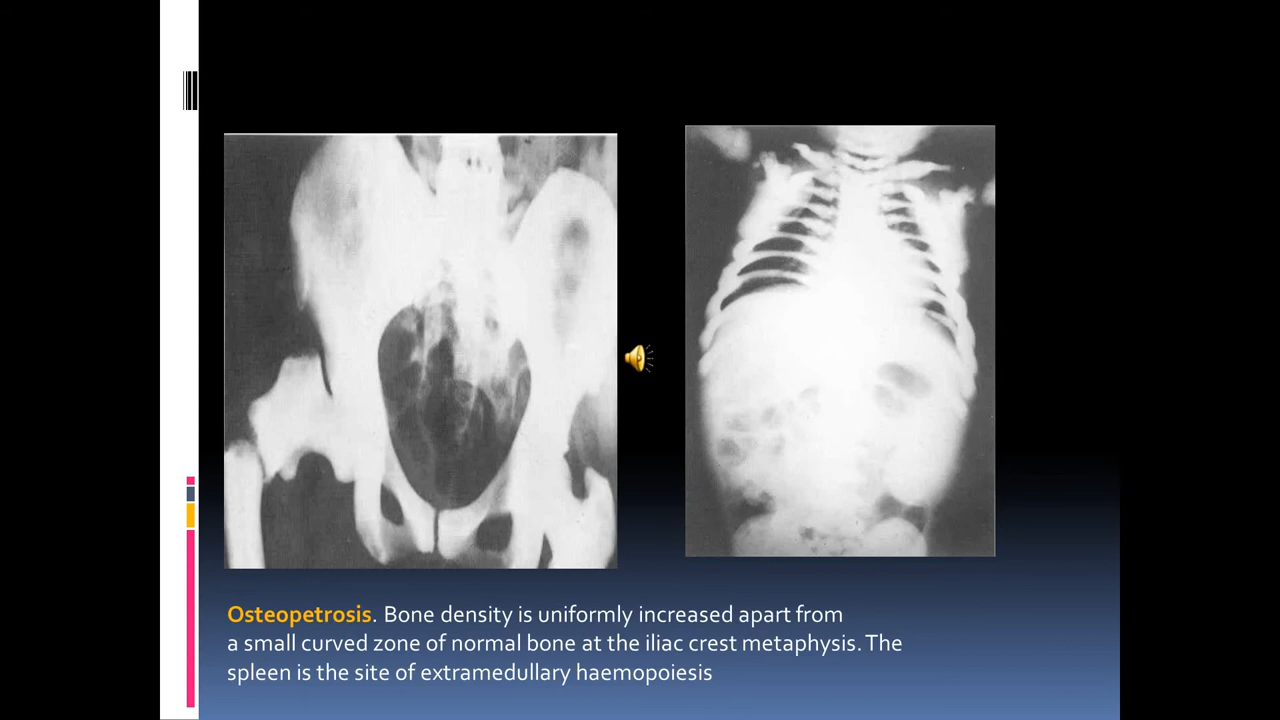 Osteopetrosis. Bone density is uniformly increased apart from
a small curved zone of normal bone at the iliac crest metaphysis. The
spleen is the site of extramedullary haemopoiesis